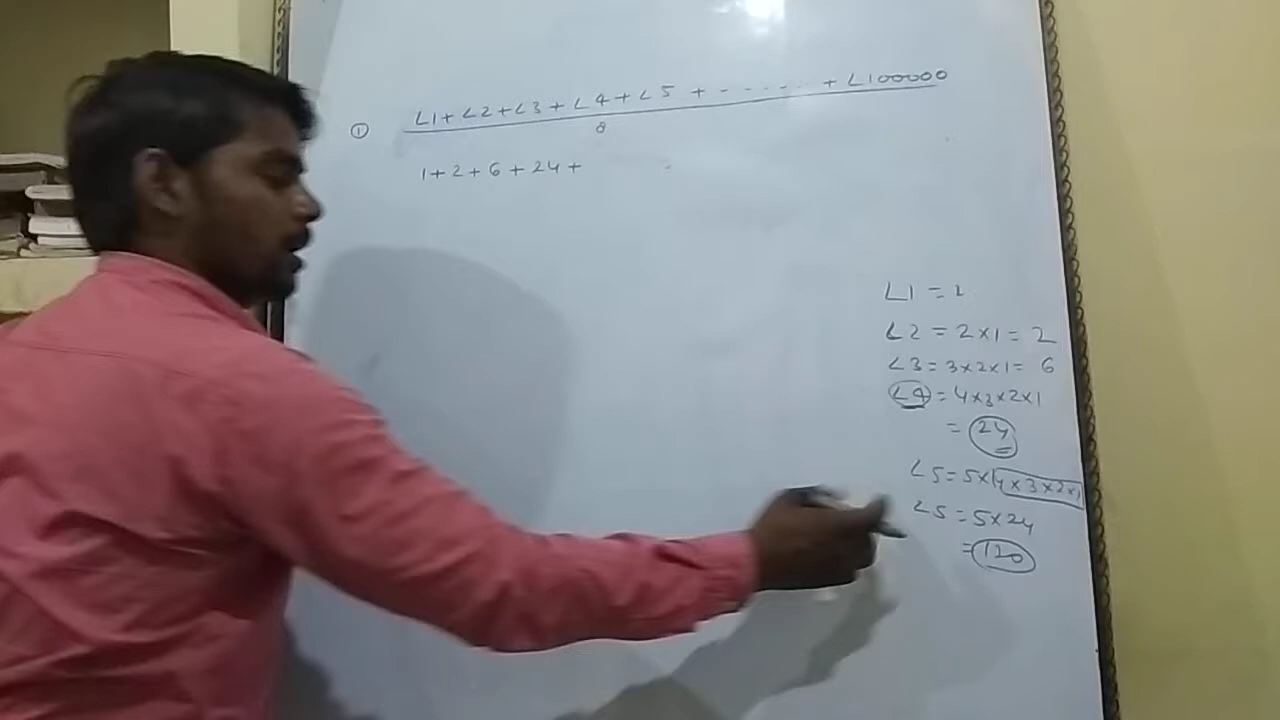 ① ∠1+∠2+∠3+∠4+∠5 +-----+∠100000
8
1+2+6+24+
∠1 = 1
∠2 = 2×1= 2
∠3=3×2×1= 6
∠4 = 4×3×2×1
= 24
∠5=5×4×3×2×1
∠5=5×24
=120